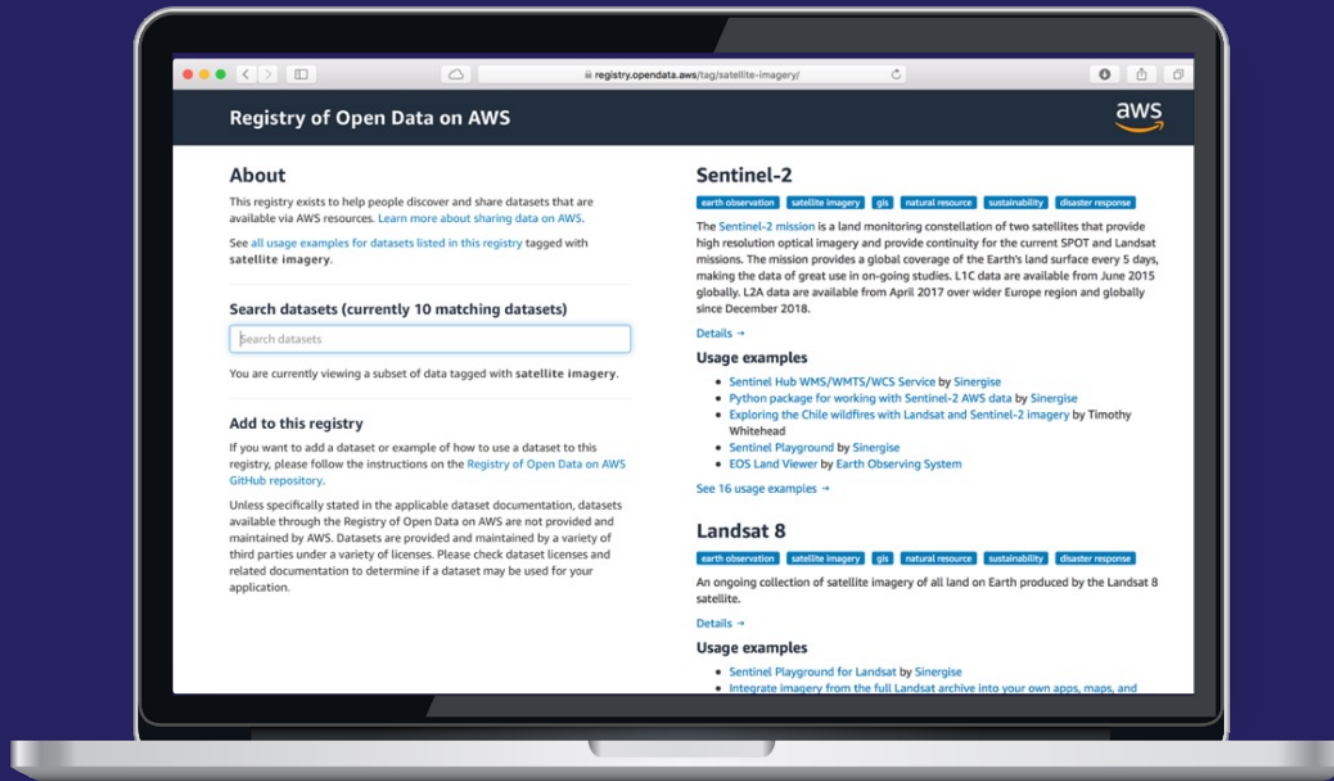 registry.opendata.aws/tag/satellite-imagery/
Registry of Open Data on AWS
aws
About
This registry exists to help people discover and share datasets that are
available via AWS resources. Learn more about sharing data on AWS.
See all usage examples for datasets listed in this registry tagged with
satellite imagery.
Search datasets (currently 10 matching datasets)
Search datasets
You are currently viewing a subset of data tagged with satellite imagery.
Add to this registry
If you want to add a dataset or example of how to use a dataset to this
registry, please follow the instructions on the Registry of Open Data on AWS
GitHub repository.
Unless specifically stated in the applicable dataset documentation, datasets
available through the Registry of Open Data on AWS are not provided and
maintained by AWS. Datasets are provided and maintained by a variety of
third parties under a variety of licenses. Please check dataset licenses and
related documentation to determine if a dataset may be used for your
application.
Sentinel-2
earth observation satellite imagery gis natural resource sustainability disaster response
The Sentinel-2 mission is a land monitoring constellation of two satellites that provide
high resolution optical imagery and provide continuity for the current SPOT and Landsat
missions. The mission provides a global coverage of the Earth's land surface every 5 days,
making the data of great use in on-going studies. L1C data are available from June 2015
globally. L2A data are available from April 2017 over wider Europe region and globally
since December 2018.
Details →
Usage examples
• Sentinel Hub WMS/WMTS/WCS Service by Sinergise
• Python package for working with Sentinel-2 AWS data by Sinergise
• Exploring the Chile wildfires with Landsat and Sentinel-2 imagery by Timothy
Whitehead
• Sentinel Playground by Sinergise
• EOS Land Viewer by Earth Observing System
See 16 usage examples →
Landsat 8
earth observation satellite imagery gis natural resource sustainability disaster response
An ongoing collection of satellite imagery of all land on Earth produced by the Landsat 8
satellite.
Details →
Usage examples
• Sentinel Playground for Landsat by Sinergise
• Integrate imagery from the full Landsat archive into your own apps, maps, and